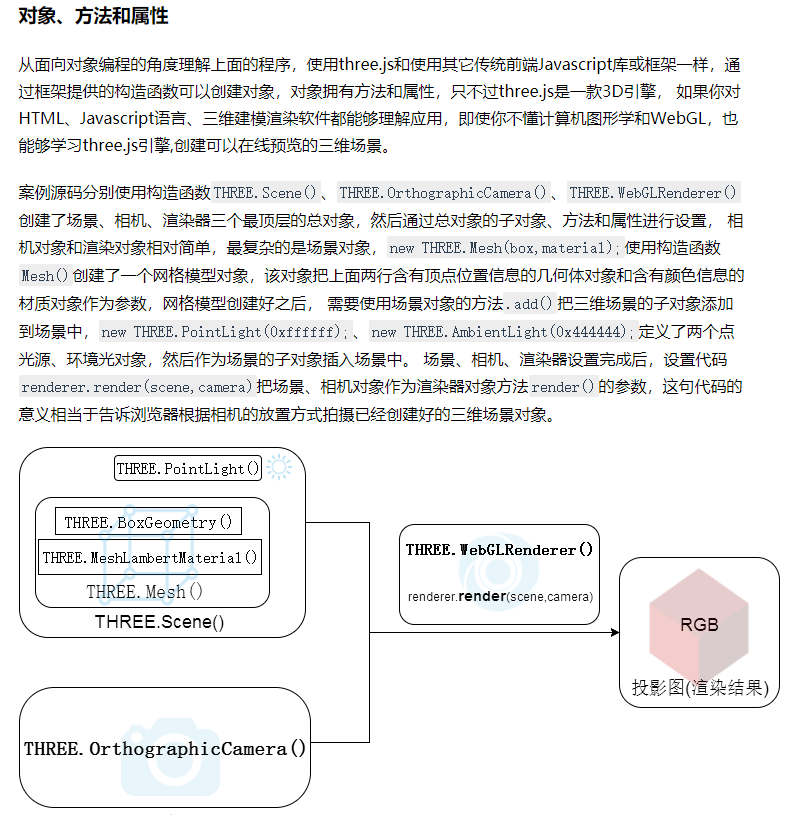 对象、方法和属性
从面向对象编程的角度理解上面的程序，使用three.js和使用其它传统前端Javascript库或框架一样，通
过框架提供的构造函数可以创建对象，对象拥有方法和属性，只不过three.js是一款3D引擎， 如果你对
HTML、Javascript语言、三维建模渲染软件都能够理解应用，即使你不懂计算机图形学和WebGL，也
能够学习three.js引擎,创建可以在线预览的三维场景。
案例源码分别使用构造函数THREE.Scene()、THREE.OrthographicCamera()、THREE.WebGLRenderer()
创建了场景、相机、渲染器三个最顶层的总对象，然后通过总对象的子对象、方法和属性进行设置， 相
机对象和渲染对象相对简单，最复杂的是场景对象，new THREE.Mesh(box,material);使用构造函数
Mesh()创建了一个网格模型对象，该对象把上面两行含有顶点位置信息的几何体对象和含有颜色信息的
材质对象作为参数，网格模型创建好之后， 需要使用场景对象的方法.add()把三维场景的子对象添加
到场景中，new THREE.PointLight(0xffffff);、new THREE.AmbientLight(0x444444);定义了两个点
光源、环境光对象，然后作为场景的子对象插入场景中。 场景、相机、渲染器设置完成后，设置代码
renderer.render(scene,camera)把场景、相机对象作为渲染器对象方法render()的参数，这句代码的
意义相当于告诉浏览器根据相机的放置方式拍摄已经创建好的三维场景对象。
THREE.PointLight()
THREE.BoxGeometry()
THREE.MeshLambertMaterial()
THREE.Mesh()
THREE.Scene()
THREE.WebGLRenderer()
renderer.render(scene,camera)
RGB
投影图(渲染结果)
THREE.OrthographicCamera()